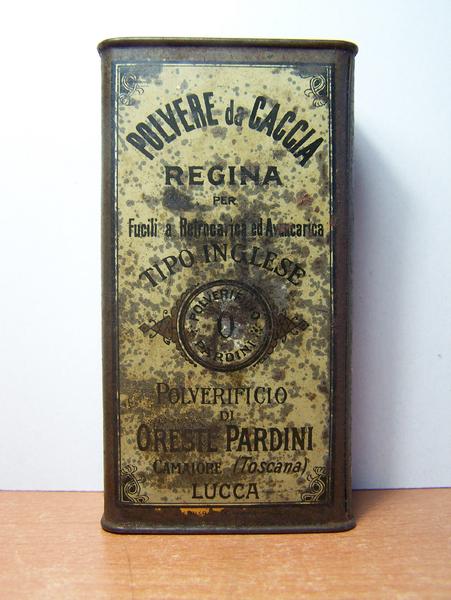 POLVERE da CACCIA
REGINA
PER
Fucili a Retrocarica ed Avancarica
TIPO INGLESE
POLVERIFICIO
O.
PARDINI
POLVERIFICIO
DI
ORESTE PARDINI
CAMAIORE (Toscana)
LUCCA